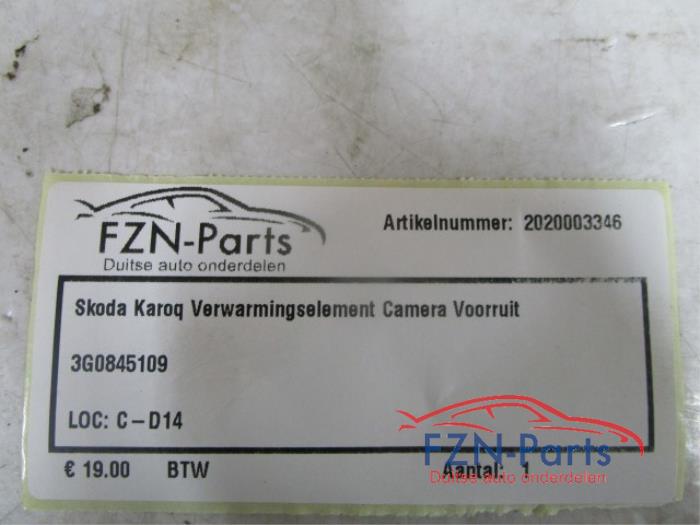 FZN-Parts
Duitse auto onderdelen
Artikelnummer: 2020003346
Skoda Karoq Verwarmingselement Camera Voorruit
3G0845109
LOC: C-D14
€ 19.00 BTW Aantal: 1
FZN-Parts
Duitse auto onderdelen